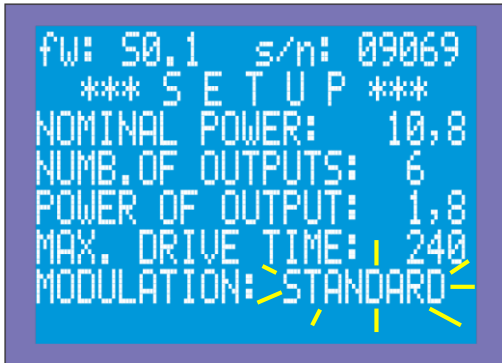 fW: S0.1 s/n: 09069
*** S E T U P ***
NOMINAL POWER: 10,8
NUMB.OF OUTPUTS: 6
POWER OF OUTPUT: 1,8
MAX. DRIVE TIME: 240
MODULATION: STANDARD